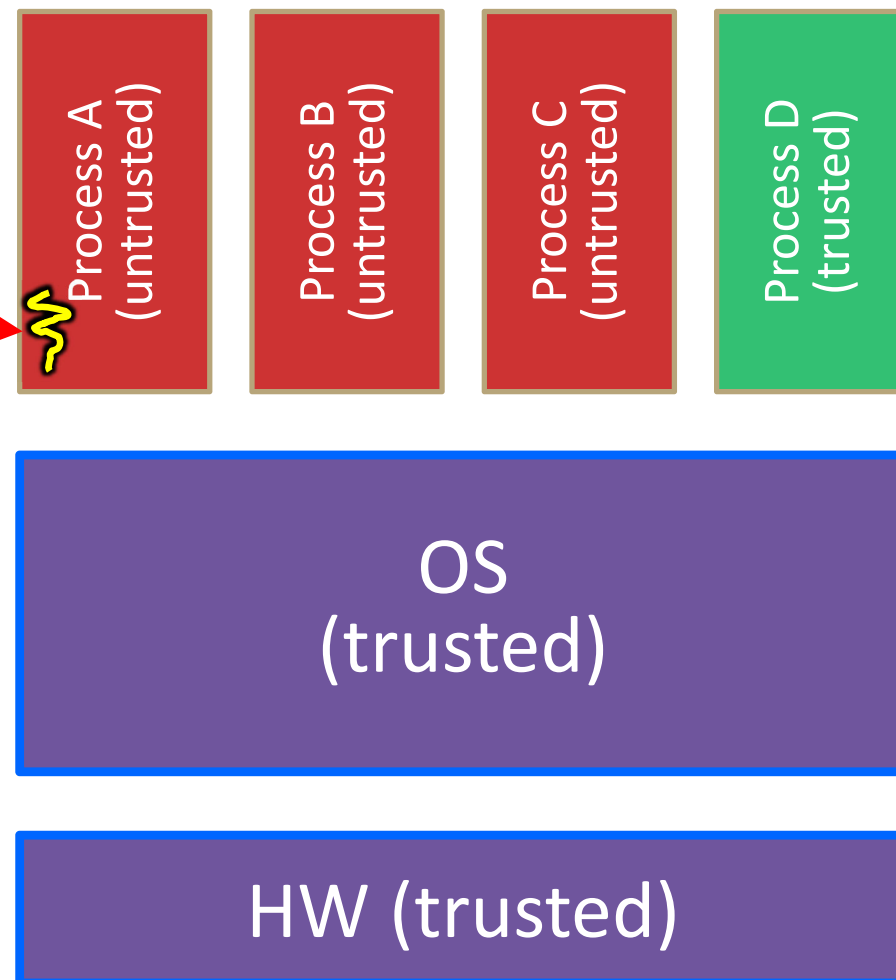 Process A
(untrusted)
Process B
(untrusted)
Process C
(untrusted)
Process D
(trusted)
OS
(trusted)
HW (trusted)